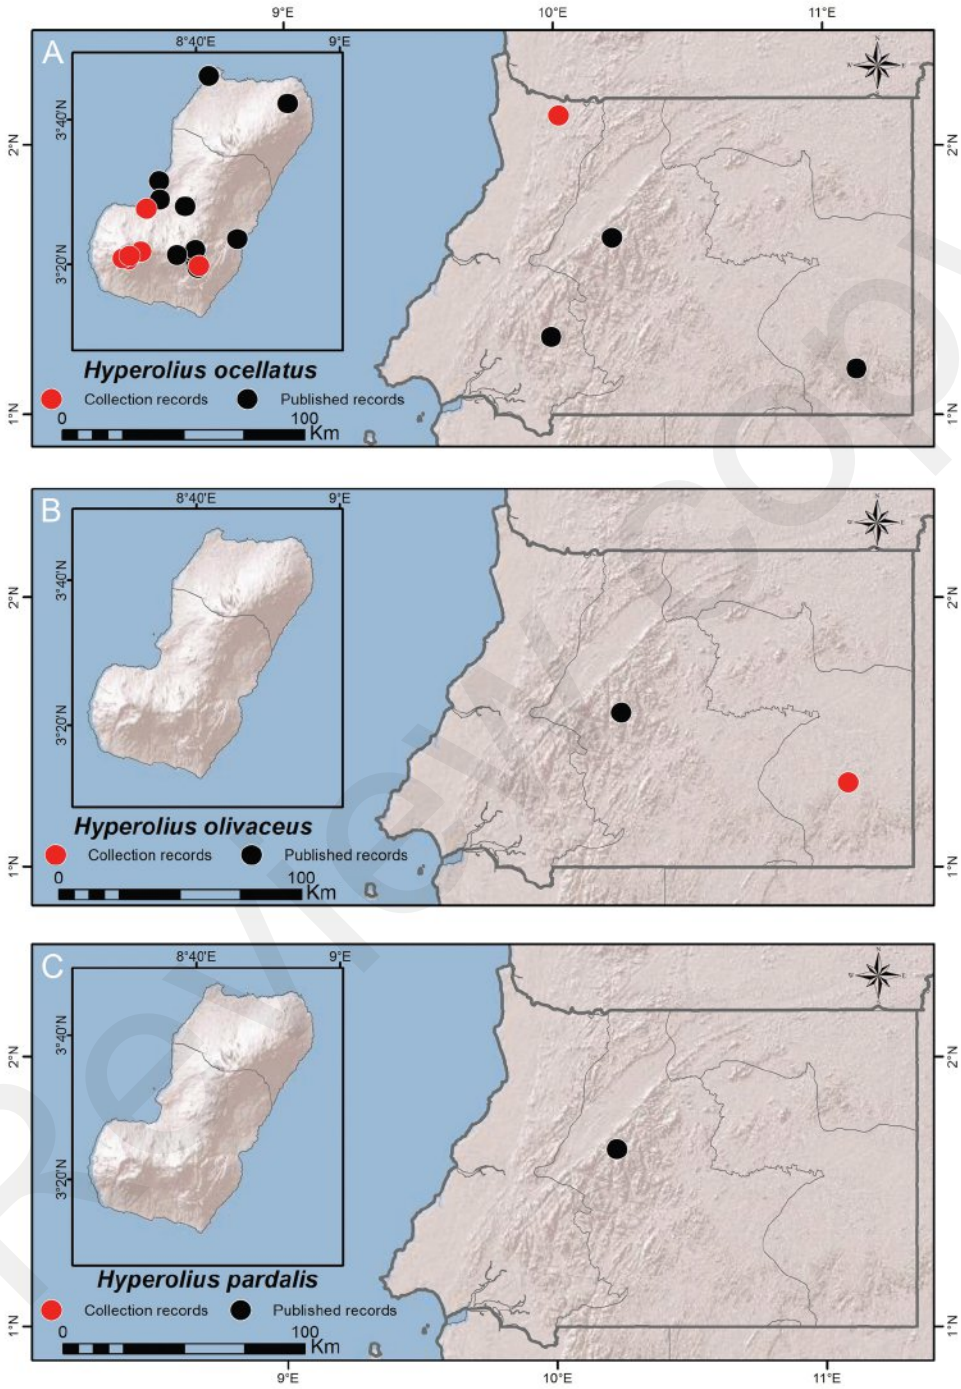 9°E 10°E 11°E
A
8°40'E 9°E
3°40'N
3°20'N
2°N
2°N
1°N
1°N
N
W E
S
Hyperolius ocellatus
Collection records Published records
0 100
Km
B
8°40'E 9°E
3°40'N
3°20'N
2°N
2°N
1°N
1°N
N
W E
S
Hyperolius olivaceus
Collection records Published records
0 100
Km
C
8°40'E 9°E
3°40'N
3°20'N
2°N
2°N
1°N
1°N
N
W E
S
Hyperolius pardalis
Collection records Published records
0 100
Km
9°E 10°E 11°E
Review copy